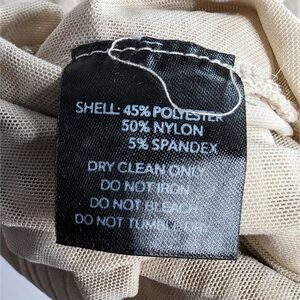 SHELL: 45% POLYESTER
50% NYLON
5% SPANDEX
DRY CLEAN ONLY
DO NOT IRON
DO NOT BLEACH
DO NOT TUMBLE DRY